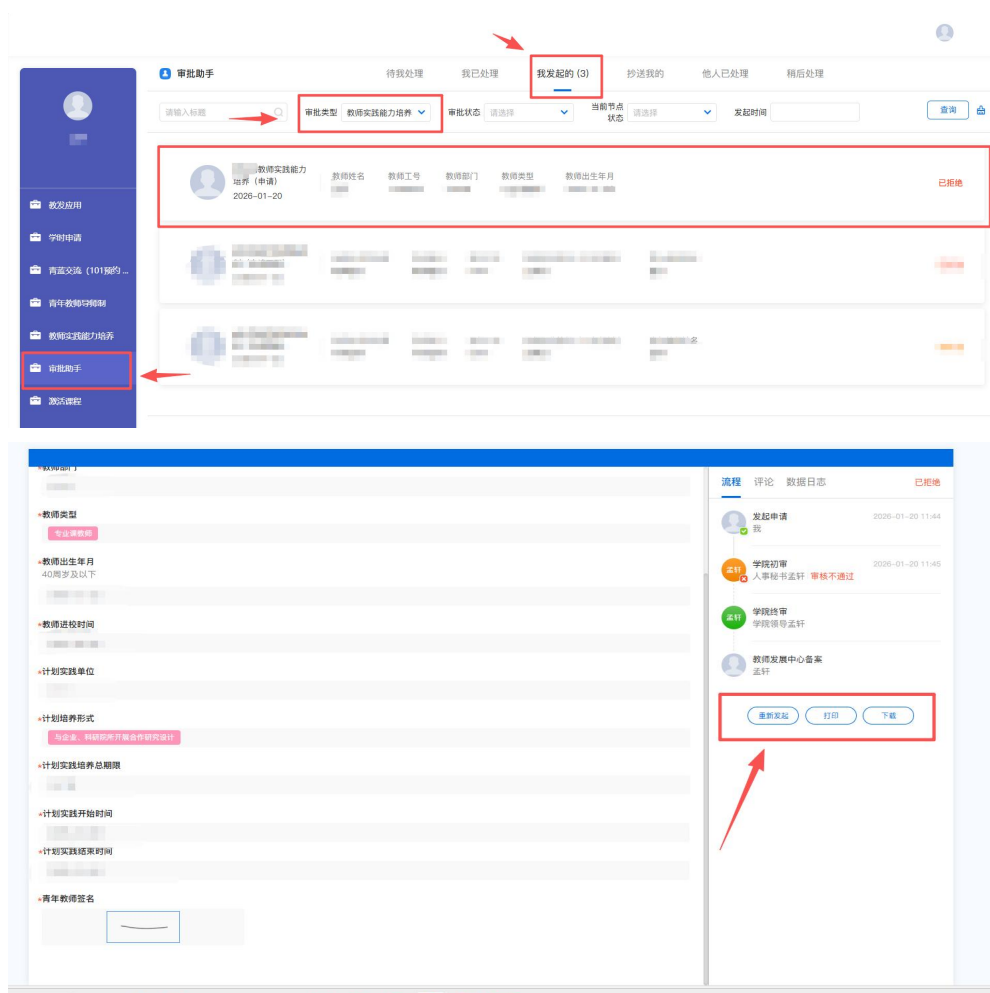 审批助手
待我处理
我已处理
我发起的 (3)
抄送我的
他人已处理
稍后处理
请输入标题
审批类型 教师实践能力培养
审批状态 请选择
当前节点
状态
请选择
发起时间
查询
教师实践能力
培养（申请）
2026-01-20
教师姓名
教师工号
教师部门
教师类型
教师出生年月
已拒绝
名
教发应用
学时申请
青蓝交流（101预约 ...
青年教师导师制
教师实践能力培养
审批助手
激活课程
*教师部门
*教师类型
专业课教师
*教师出生年月
40周岁及以下
*教师进校时间
*计划实践单位
*计划培养形式
与企业、科研院所开展合作研究设计
*计划实践培养总期限
*计划实践开始时间
*计划实践结束时间
*青年教师签名
流程 评论 数据日志 已拒绝
发起申请 2026-01-20 11:44
我
孟轩
学院初审 2026-01-20 11:45
人事秘书孟轩 审核不通过
孟轩
学院终审
学院领导孟轩
教师发展中心备案
孟轩
重新发起 打印 下载